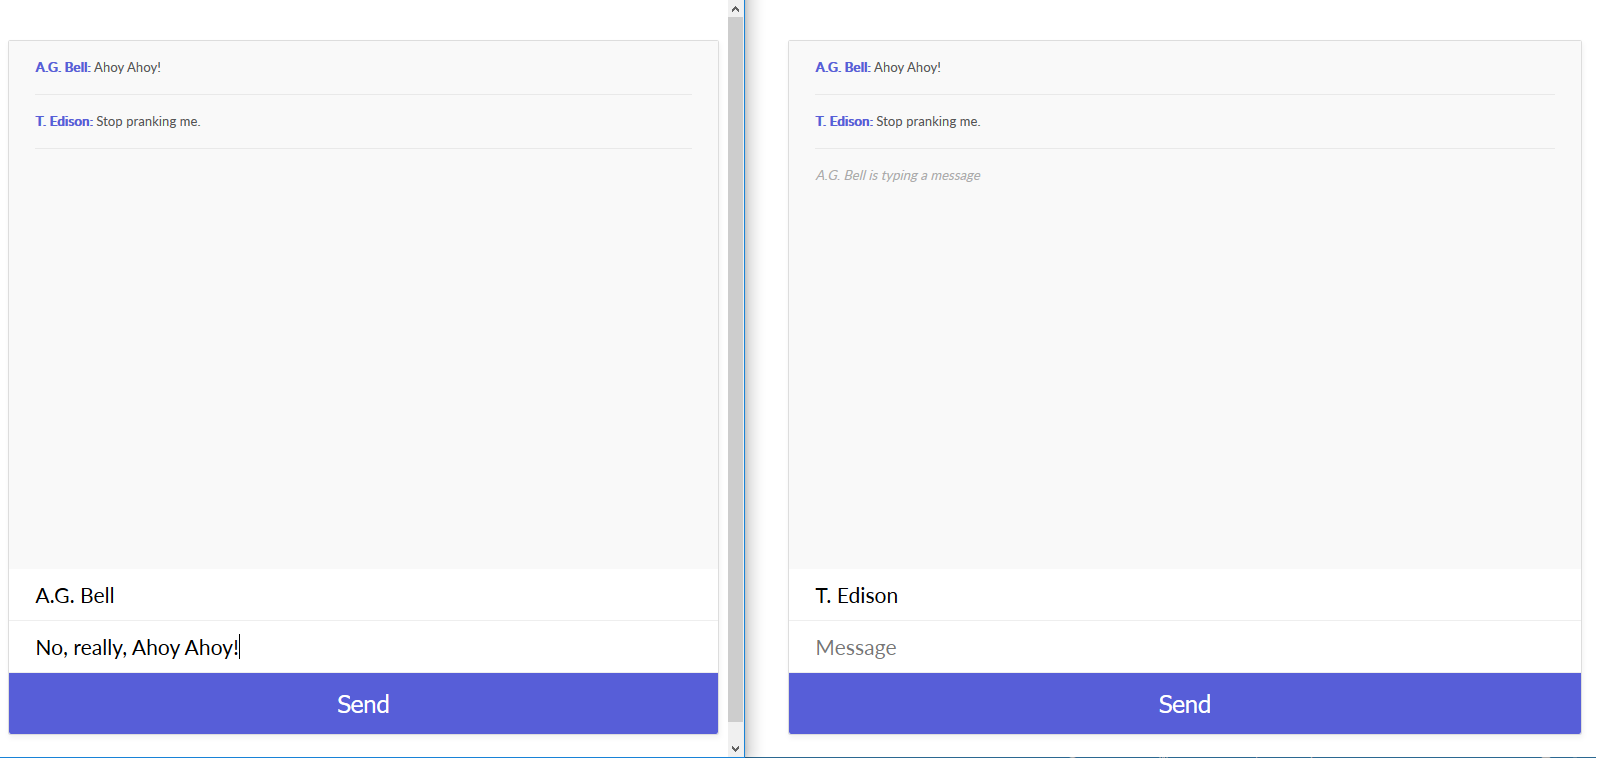 A.G. Bell: Ahoy Ahoy!
T. Edison: Stop pranking me.
A.G. Bell
No, really, Ahoy Ahoy!
Send
A.G. Bell: Ahoy Ahoy!
T. Edison: Stop pranking me.
A.G. Bell is typing a message
T. Edison
Message
Send